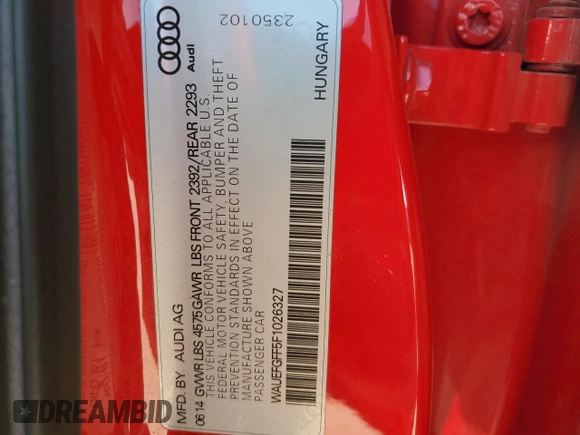 2350102
Audi
MFD. BY AUDI AG
0614 GVWR LBS 4575 GAWR LBS FRONT 2392/REAR 2293
THIS VEHICLE CONFORMS TO ALL APPLICABLE U.S.
FEDERAL MOTOR VEHICLE SAFETY, BUMPER AND THEFT
PREVENTION STANDARDS IN EFFECT ON THE DATE OF
MANUFACTURE SHOWN ABOVE
PASSENGER CAR
WAUEFGFF5F1026327
HUNGARY
DREAMBID